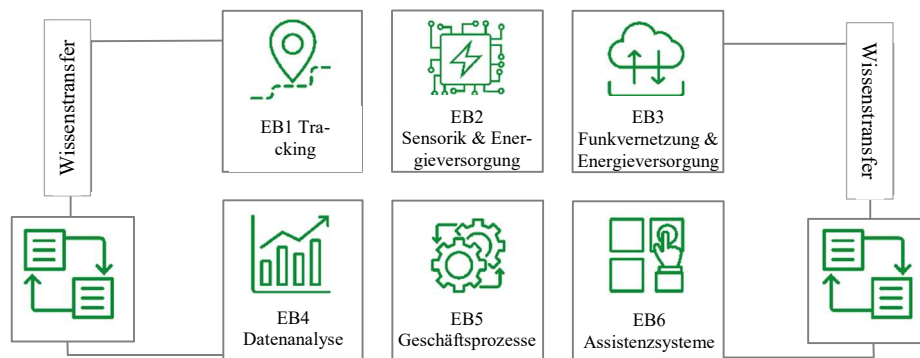 Wissenstransfer
EB1 Tra-
cking
EB2
Sensorik & Ener-
gieversorgung
EB3
Funkvernetzung &
Energieversorgung
Wissenstransfer
EB4
Datenanalyse
EB5
Geschäftsprozesse
EB6
Assistenzsysteme